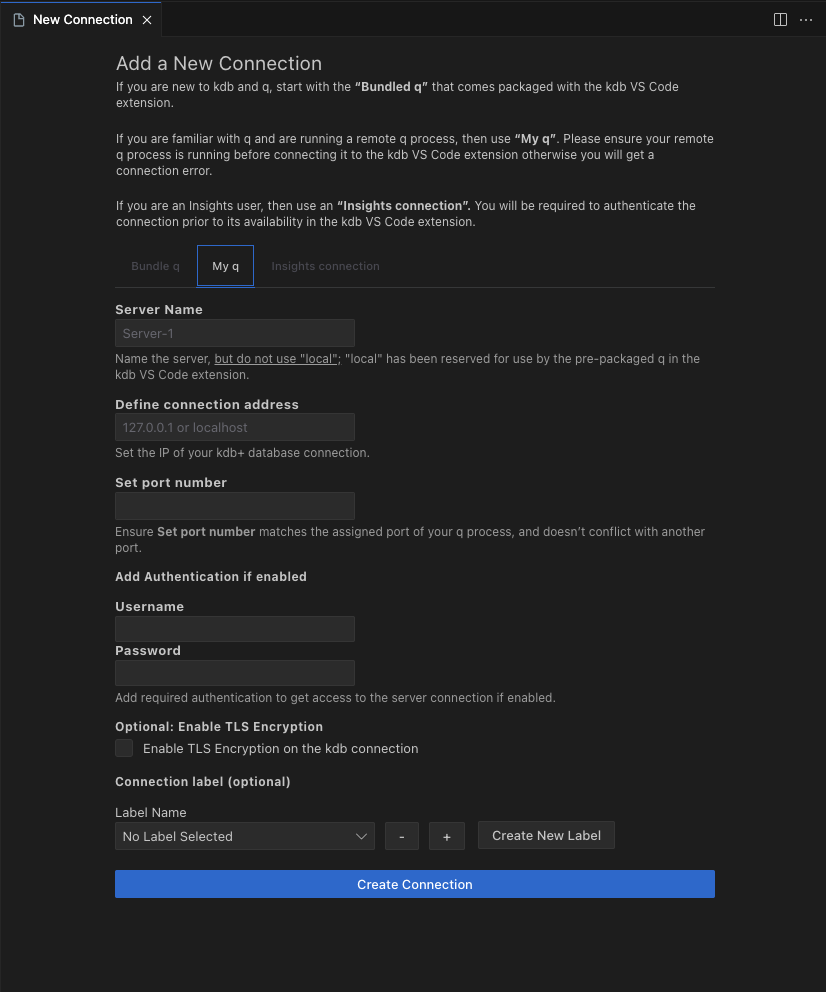 New Connection
Add a New Connection
If you are new to kdb and q, start with the “Bundled q” that comes packaged with the kdb VS Code
extension.
If you are familiar with q and are running a remote q process, then use “My q”. Please ensure your remote
q process is running before connecting it to the kdb VS Code extension otherwise you will get a
connection error.
If you are an Insights user, then use an “Insights connection”. You will be required to authenticate the
connection prior to its availability in the kdb VS Code extension.
Bundle q My q Insights connection
Server Name
Server-1
Name the server, but do not use "local"; "local" has been reserved for use by the pre-packaged q in the
kdb VS Code extension.
Define connection address
127.0.0.1 or localhost
Set the IP of your kdb+ database connection.
Set port number
Ensure Set port number matches the assigned port of your q process, and doesn’t conflict with another
port.
Add Authentication if enabled
Username
Password
Add required authentication to get access to the server connection if enabled.
Optional: Enable TLS Encryption
Enable TLS Encryption on the kdb connection
Connection label (optional)
Label Name
No Label Selected - + Create New Label
Create Connection